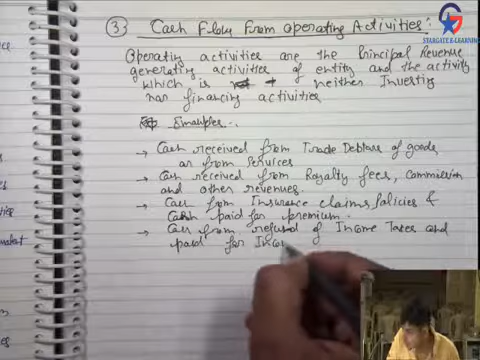 ③ Cash Flow From Operating Activities:
STARGATE E-LEARNING
Operating activities are the Principal Revenue
generating activities of entity and the activity
which is neither Investing
nor financing activities
Examples :-
→ Cash received from Trade Debtors of goods
or from services
→ Cash received from Royalty fees, commission
and other revenues.
→ Cash from Insurance claims, Policies &
Cash paid for premium.
→ Cash from refund of Income Taxes and
paid for Inco